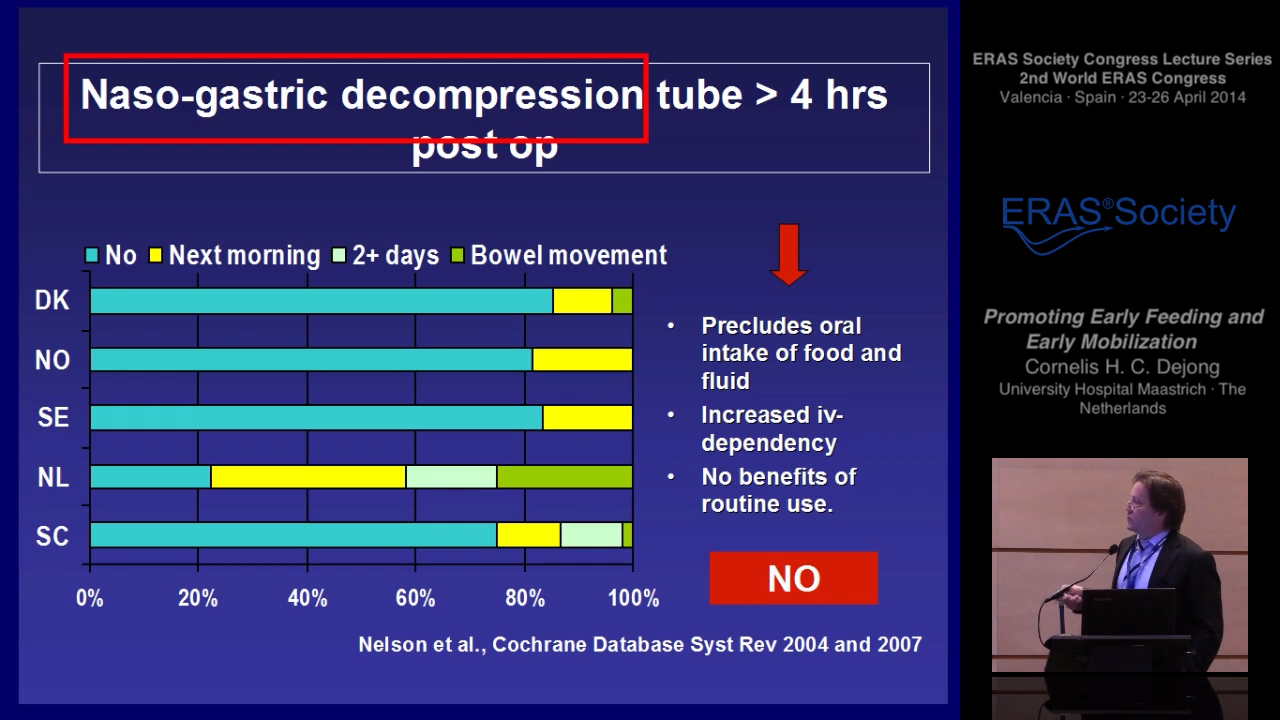 Naso-gastric decompression tube > 4 hrs
post op
No Next morning 2+ days Bowel movement
DK
NO
SE
NL
SC
0% 20% 40% 60% 80% 100%
• Precludes oral
intake of food and
fluid
• Increased iv-
dependency
• No benefits of
routine use.
NO
Nelson et al., Cochrane Database Syst Rev 2004 and 2007
ERAS Society Congress Lecture Series
2nd World ERAS Congress
Valencia · Spain · 23-26 April 2014
ERAS®Society
Promoting Early Feeding and
Early Mobilization
Cornelis H. C. Dejong
University Hospital Maastrich · The
Netherlands